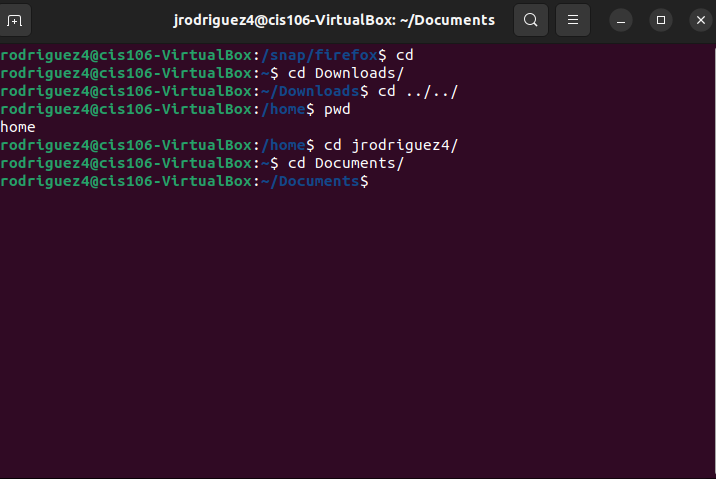 jrodriguez4@cis106-VirtualBox: ~/Documents
rodriguez4@cis106-VirtualBox:/snap/firefox$ cd
rodriguez4@cis106-VirtualBox:~$ cd Downloads/
rodriguez4@cis106-VirtualBox:~/Downloads$ cd ../../
rodriguez4@cis106-VirtualBox:/home$ pwd
home
rodriguez4@cis106-VirtualBox:/home$ cd jrodriguez4/
rodriguez4@cis106-VirtualBox:~$ cd Documents/
rodriguez4@cis106-VirtualBox:~/Documents$